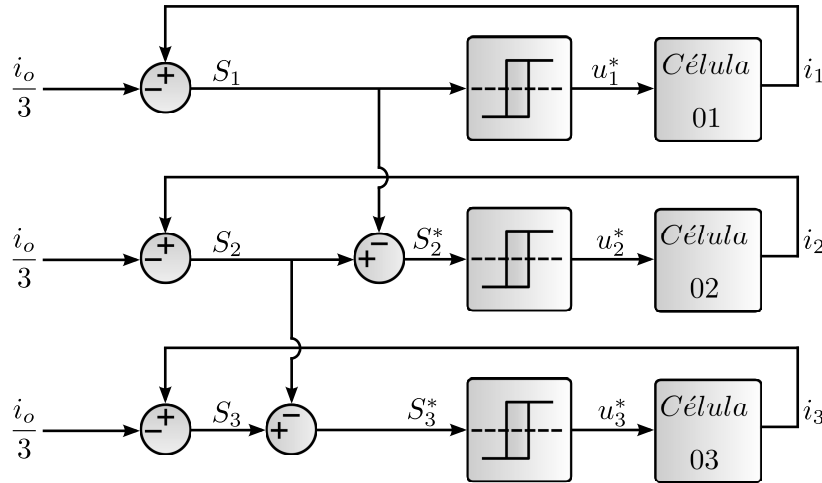 i_o/3 − + S_1 u_1^* Célula 01 i_1
i_o/3 − + S_2 + − S_2^* u_2^* Célula 02 i_2
i_o/3 − + S_3 + − S_3^* u_3^* Célula 03 i_3